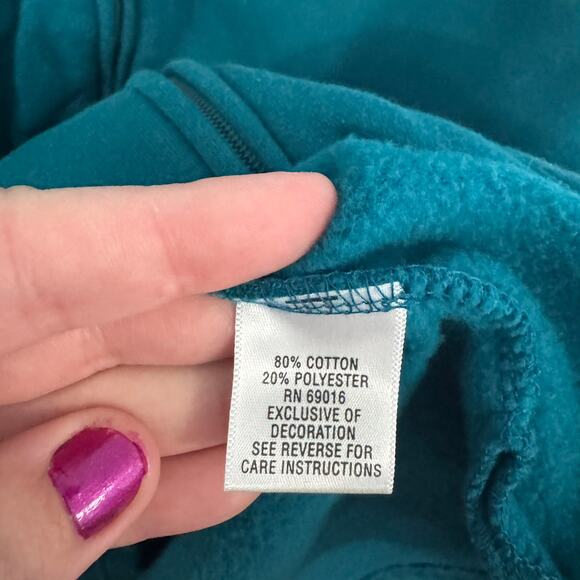 80% COTTON
20% POLYESTER
RN 69016
EXCLUSIVE OF
DECORATION
SEE REVERSE FOR
CARE INSTRUCTIONS